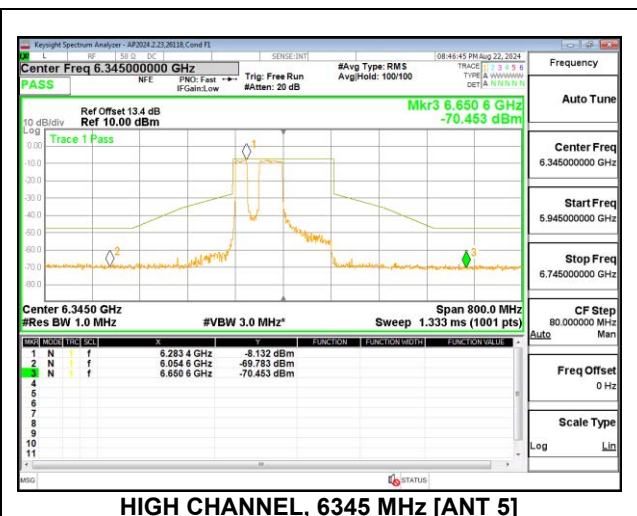 Keysight Spectrum Analyzer - AP2024.2.23,26118,Cond F1
L RF 50 Ω DC SENSE:INT 08:46:45 PM Aug 22, 2024
Center Freq 6.345000000 GHz #Avg Type: RMS TRACE 1 2 3 4 5 6
NFE PNO: Fast Trig: Free Run Avg|Hold: 100/100 TYPE A WWWWW
PASS IFGain:Low #Atten: 20 dB DET A N N N N N
Frequency
Auto Tune
Ref Offset 13.4 dB Mkr3 6.650 6 GHz
10 dB/div Ref 10.00 dBm -70.453 dBm
Log
Trace 1 Pass
0.00
-10.0
-20.0
-30.0
-40.0
-50.0
-60.0
-70.0
-80.0
1
2
3
Center 6.3450 GHz Span 800.0 MHz
#Res BW 1.0 MHz #VBW 3.0 MHz* Sweep 1.333 ms (1001 pts)
MKR MODE TRC SCL X Y FUNCTION FUNCTION WIDTH FUNCTION VALUE
1 N 1 f 6.283 4 GHz -8.132 dBm
2 N 1 f 6.054 6 GHz -69.783 dBm
3 N 1 f 6.650 6 GHz -70.453 dBm
4
5
6
7
8
9
10
11
MSG STATUS
Center Freq
6.345000000 GHz
Start Freq
5.945000000 GHz
Stop Freq
6.745000000 GHz
CF Step
80.000000 MHz
Auto Man
Freq Offset
0 Hz
Scale Type
Log Lin
HIGH CHANNEL, 6345 MHz [ANT 5]